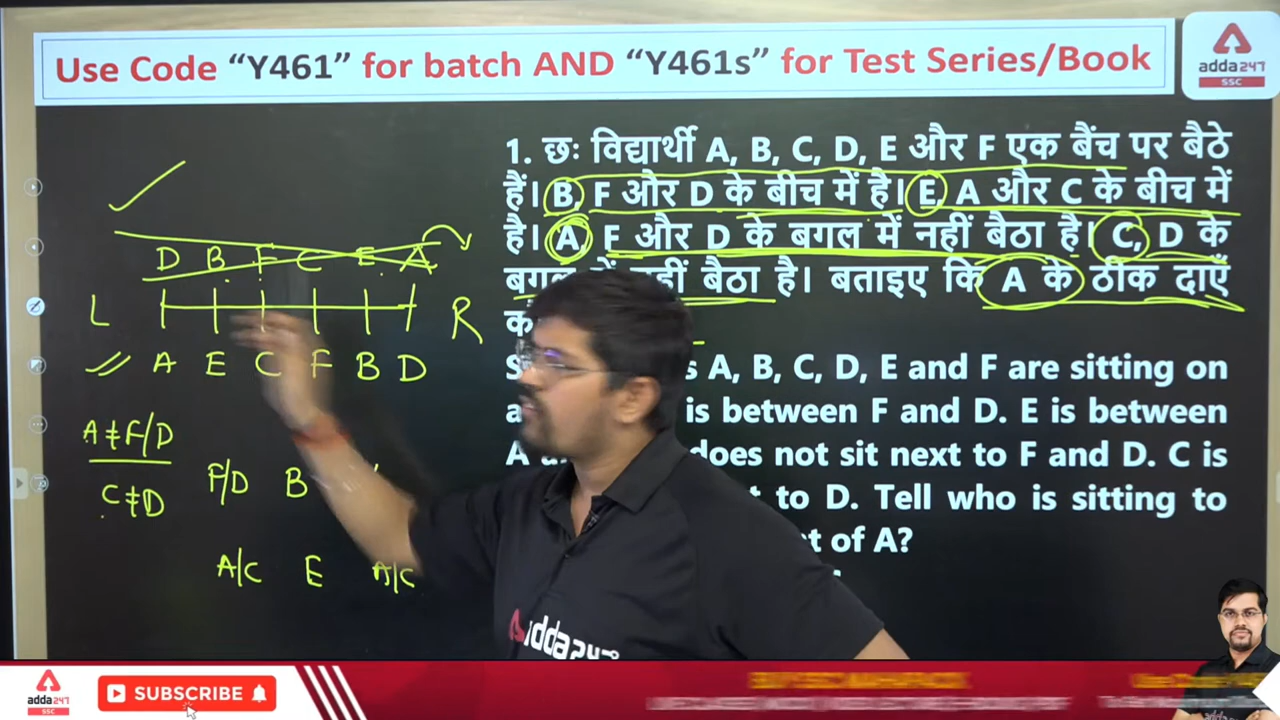 Use Code “Y461” for batch AND “Y461s” for Test Series/Book
adda247
SSC
1. छः विद्यार्थी A, B, C, D, E और F एक बैंच पर बैठे
हैं। B, F और D के बीच में है। E, A और C के बीच में
है। A, F और D के बगल में नहीं बैठा है। C, D के
बगल में नहीं बैठा है। बताइए कि A के ठीक दाएँ
S A, B, C, D, E and F are sitting on
a is between F and D. E is between
A does not sit next to F and D. C is
t to D. Tell who is sitting to
of A?
D B F C E A
L R
A E C F B D
A ≠ F/D
C ≠ D
F/D B
A/C E A/C
adda247
adda247
SSC
SUBSCRIBE